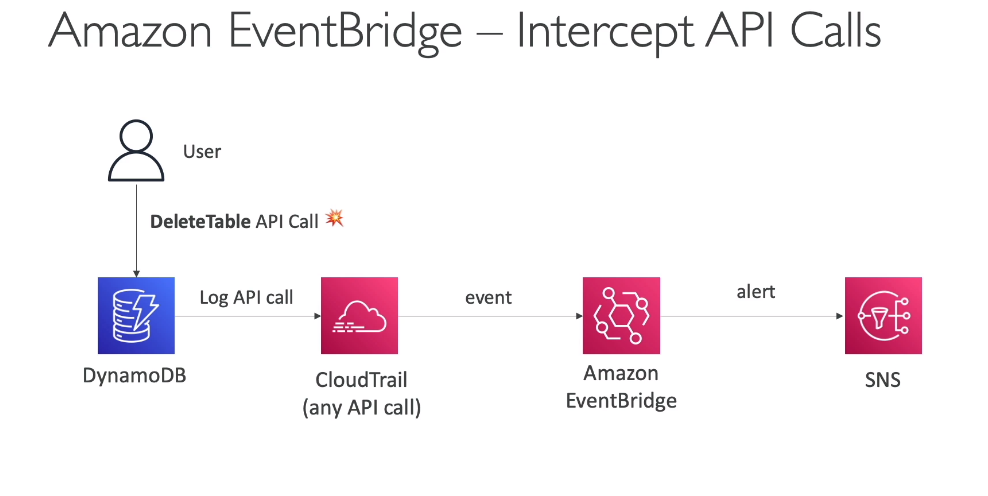 Amazon EventBridge – Intercept API Calls
User
DeleteTable API Call 💥
Log API call
event
alert
DynamoDB
CloudTrail
(any API call)
Amazon
EventBridge
SNS